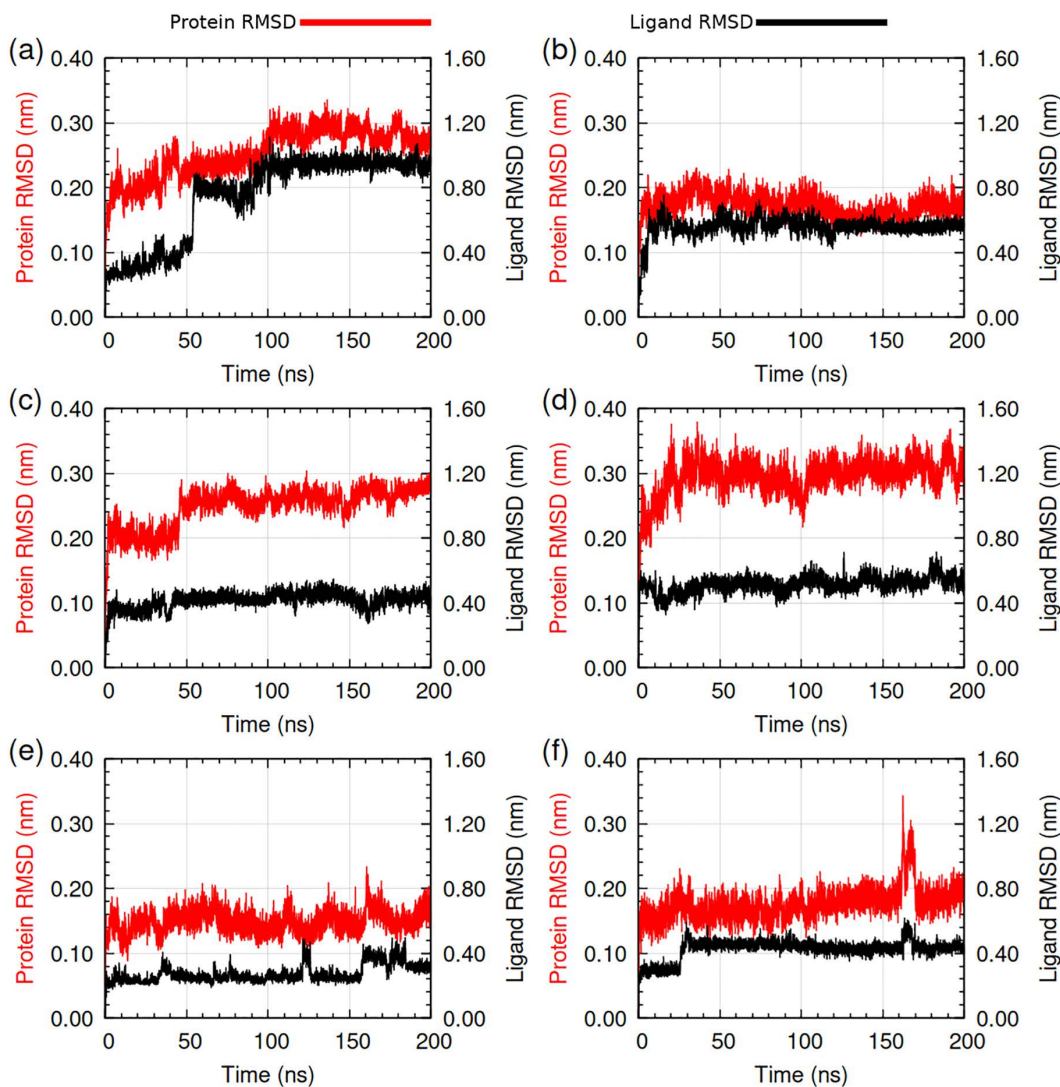 Protein RMSD Ligand RMSD
(a) (b)
0.40 1.60 0.40 1.60
0.30 1.20 0.30 1.20
0.20 0.80 0.20 0.80
0.10 0.40 0.10 0.40
0.00 0.00 0.00 0.00
Protein RMSD (nm) Ligand RMSD (nm) Protein RMSD (nm) Ligand RMSD (nm)
0 50 100 150 200 0 50 100 150 200
Time (ns) Time (ns)
(c) (d)
0.40 1.60 0.40 1.60
0.30 1.20 0.30 1.20
0.20 0.80 0.20 0.80
0.10 0.40 0.10 0.40
0.00 0.00 0.00 0.00
Protein RMSD (nm) Ligand RMSD (nm) Protein RMSD (nm) Ligand RMSD (nm)
0 50 100 150 200 0 50 100 150 200
Time (ns) Time (ns)
(e) (f)
0.40 1.60 0.40 1.60
0.30 1.20 0.30 1.20
0.20 0.80 0.20 0.80
0.10 0.40 0.10 0.40
0.00 0.00 0.00 0.00
Protein RMSD (nm) Ligand RMSD (nm) Protein RMSD (nm) Ligand RMSD (nm)
0 50 100 150 200 0 50 100 150 200
Time (ns) Time (ns)